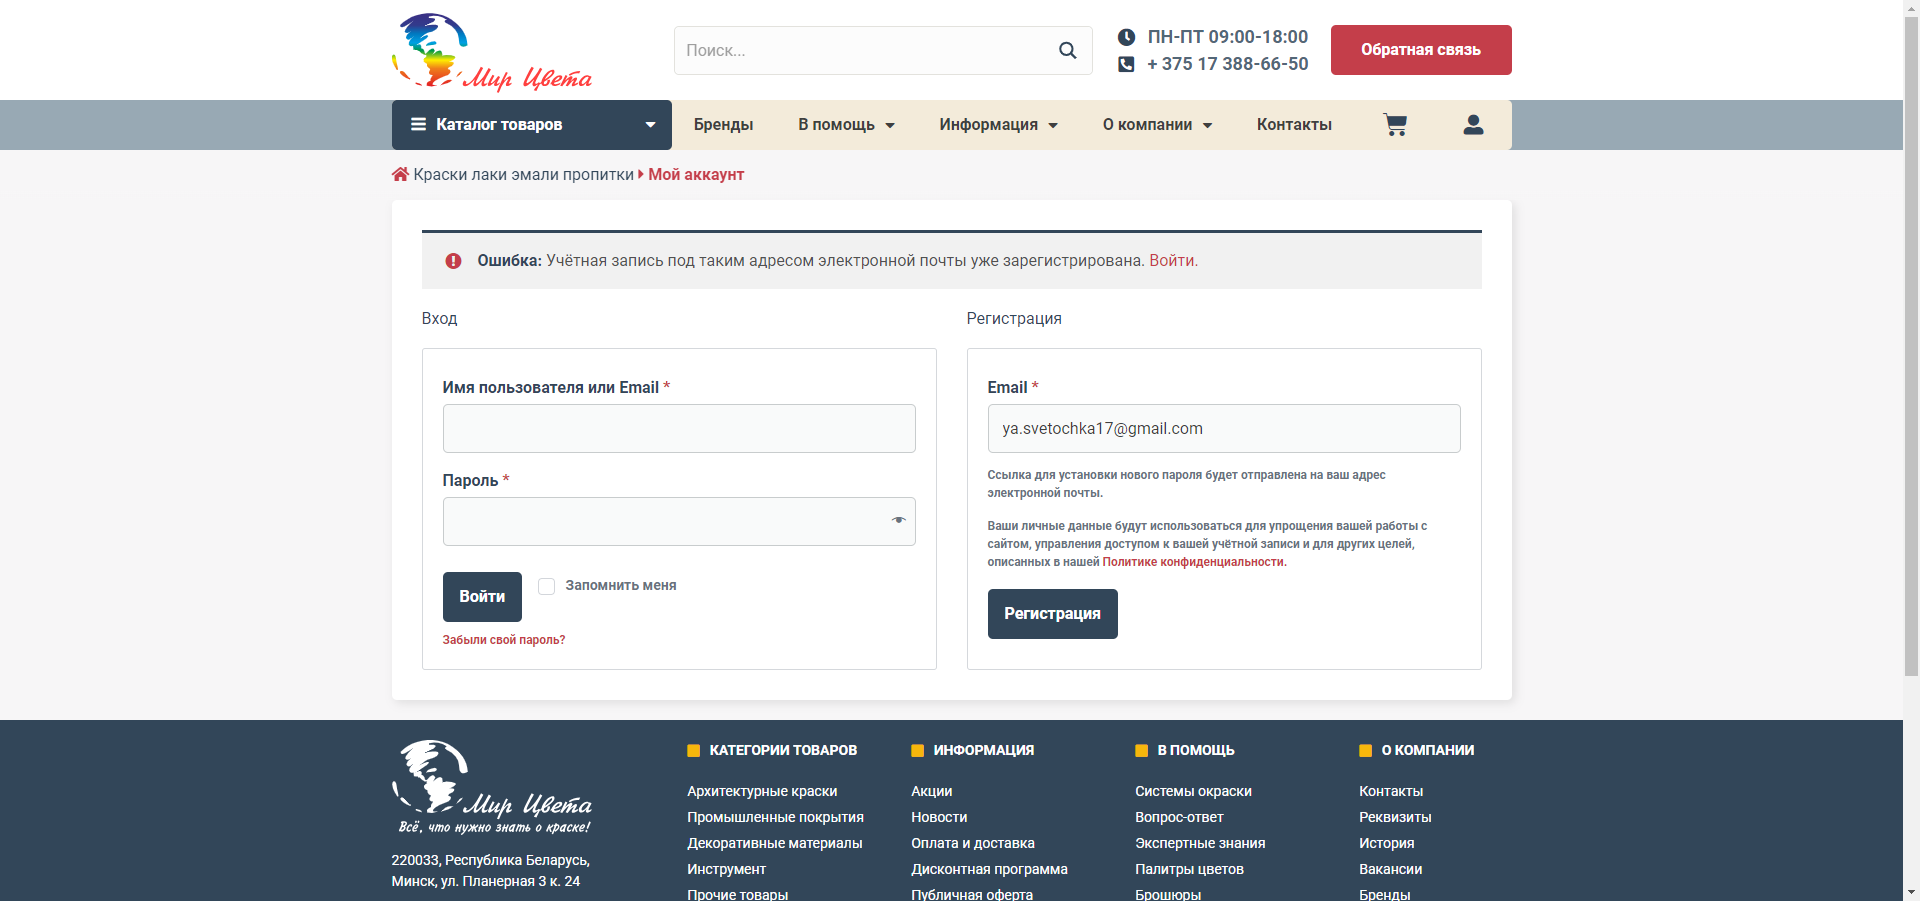 Мир Цвета
Поиск...
ПН-ПТ 09:00-18:00
+ 375 17 388-66-50
Обратная связь
Каталог товаров
Бренды
В помощь
Информация
О компании
Контакты
Краски лаки эмали пропитки
Мой аккаунт
Ошибка: Учётная запись под таким адресом электронной почты уже зарегистрирована. Войти.
Вход
Имя пользователя или Email *
Пароль *
Войти
Запомнить меня
Забыли свой пароль?
Регистрация
Email *
ya.svetochka17@gmail.com
Ссылка для установки нового пароля будет отправлена на ваш адрес
электронной почты.
Ваши личные данные будут использоваться для упрощения вашей работы с
сайтом, управления доступом к вашей учётной записи и для других целей,
описанных в нашей Политике конфиденциальности.
Регистрация
Мир Цвета
Всё, что нужно знать о краске!
220033, Республика Беларусь,
Минск, ул. Планерная 3 к. 24
КАТЕГОРИИ ТОВАРОВ
Архитектурные краски
Промышленные покрытия
Декоративные материалы
Инструмент
Прочие товары
ИНФОРМАЦИЯ
Акции
Новости
Оплата и доставка
Дисконтная программа
Публичная оферта
В ПОМОЩЬ
Системы окраски
Вопрос-ответ
Экспертные знания
Палитры цветов
Брошюры
О КОМПАНИИ
Контакты
Реквизиты
История
Вакансии
Бренды